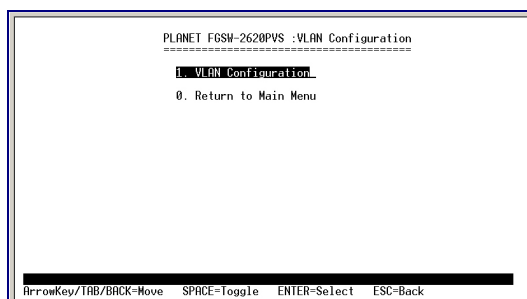 PLANET FGSW-2620PVS :VLAN Configuration
======================================
1. VLAN Configuration_
0. Return to Main Menu
ArrowKey/TAB/BACK=Move SPACE=Toggle ENTER=Select ESC=Back